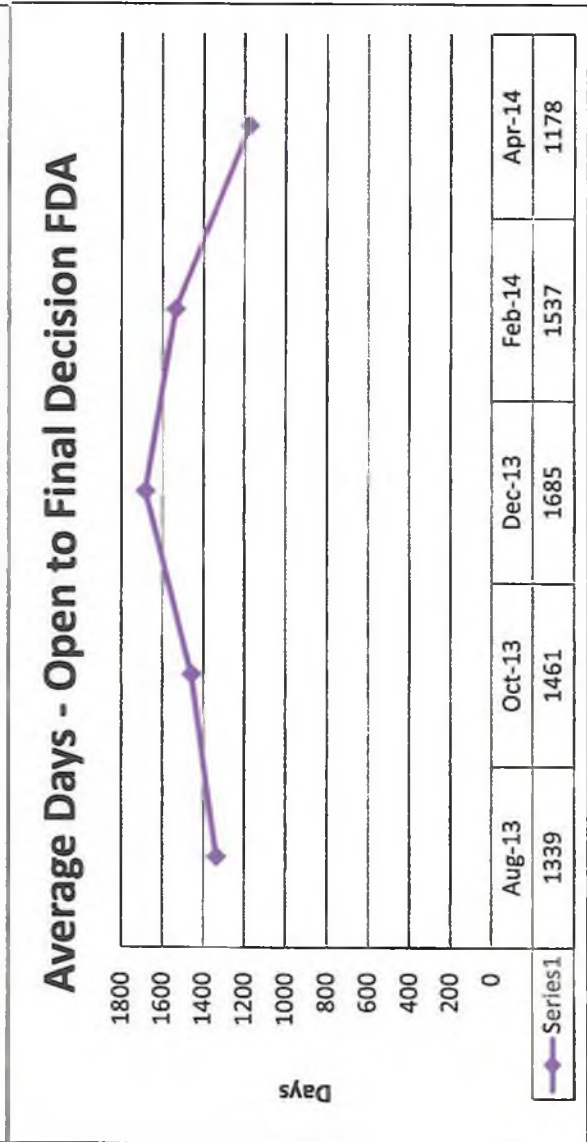 Average Days - Open to Final Decision FDA
Days
1800
1600
1400
1200
1000
800
600
400
200
0
Aug-13 Oct-13 Dec-13 Feb-14 Apr-14
Series1 1339 1461 1685 1537 1178